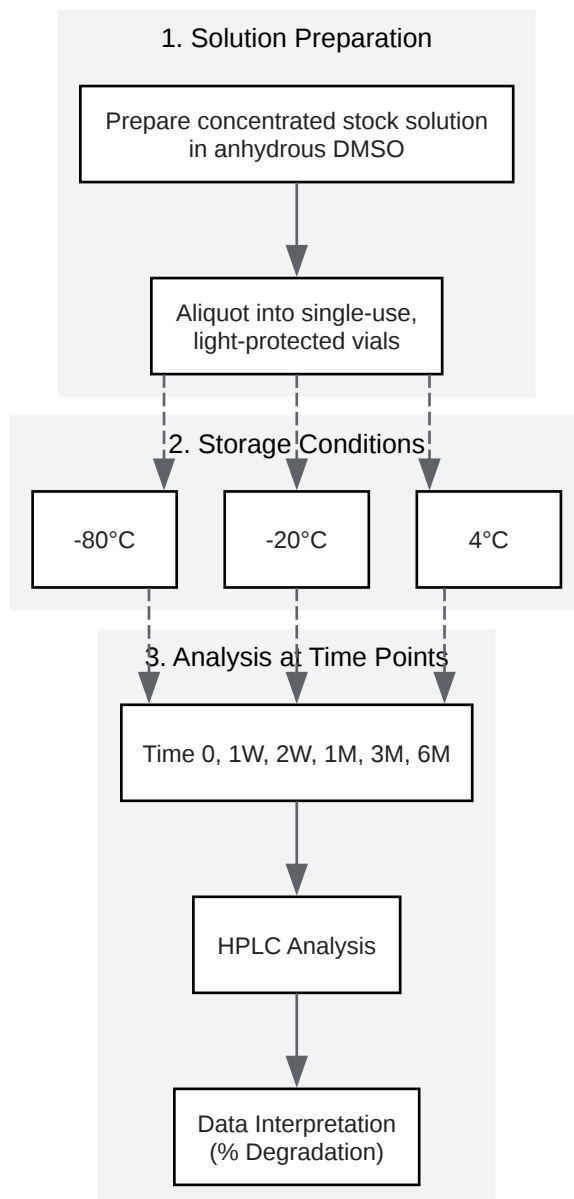 1. Solution Preparation
Prepare concentrated stock solution
in anhydrous DMSO
Aliquot into single-use,
light-protected vials
2. Storage Conditions
-80°C
-20°C
4°C
3. Analysis at Time Points
Time 0, 1W, 2W, 1M, 3M, 6M
HPLC Analysis
Data Interpretation
(% Degradation)